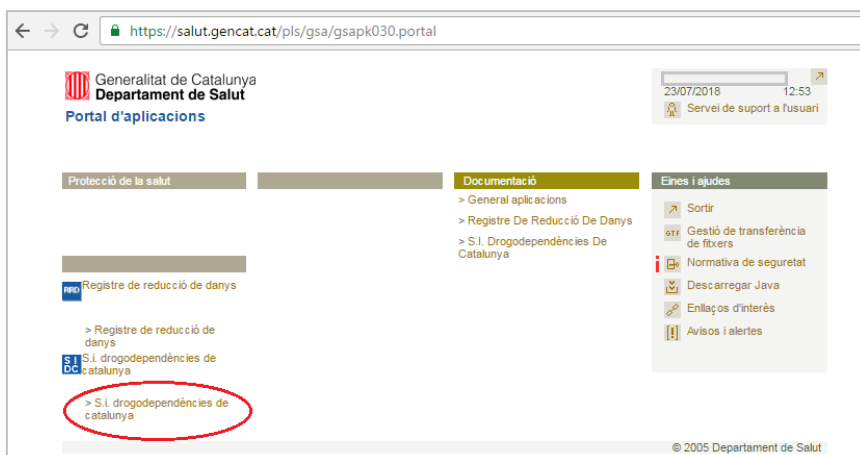 https://salut.gencat.cat/pls/gsa/gsapk030.portal
Generalitat de Catalunya
Departament de Salut
Portal d'aplicacions
23/07/2018 12:53
Servei de suport a l'usuari
Protecció de la salut
Documentació
Eines i ajudes
> General aplicacions
> Registre De Reducció De Danys
> S.I. Drogodependències De
Catalunya
Sortir
GTF Gestió de transferència
de fitxers
i Normativa de seguretat
Descarregar Java
Enllaços d'interès
[!] Avisos i alertes
RRD Registre de reducció de danys
> Registre de reducció de
danys
SI DC S.i. drogodependències de
catalunya
> S.i. drogodependències de
catalunya
© 2005 Departament de Salut